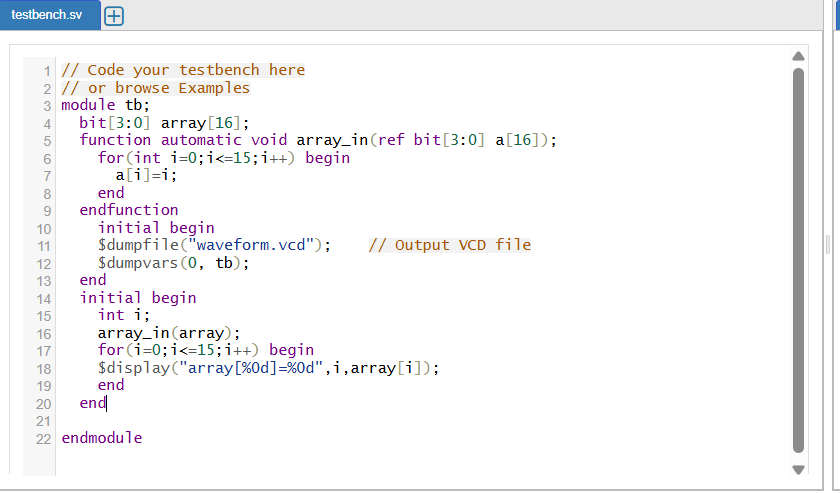 testbench.sv
1 // Code your testbench here
2 // or browse Examples
3 module tb;
4   bit[3:0] array[16];
5   function automatic void array_in(ref bit[3:0] a[16]);
6     for(int i=0;i<=15;i++) begin
7       a[i]=i;
8     end
9   endfunction
10     initial begin
11     $dumpfile("waveform.vcd");    // Output VCD file
12     $dumpvars(0, tb);
13   end
14   initial begin
15     int i;
16     array_in(array);
17     for(i=0;i<=15;i++) begin
18     $display("array[%0d]=%0d",i,array[i]);
19     end
20   end
21
22 endmodule